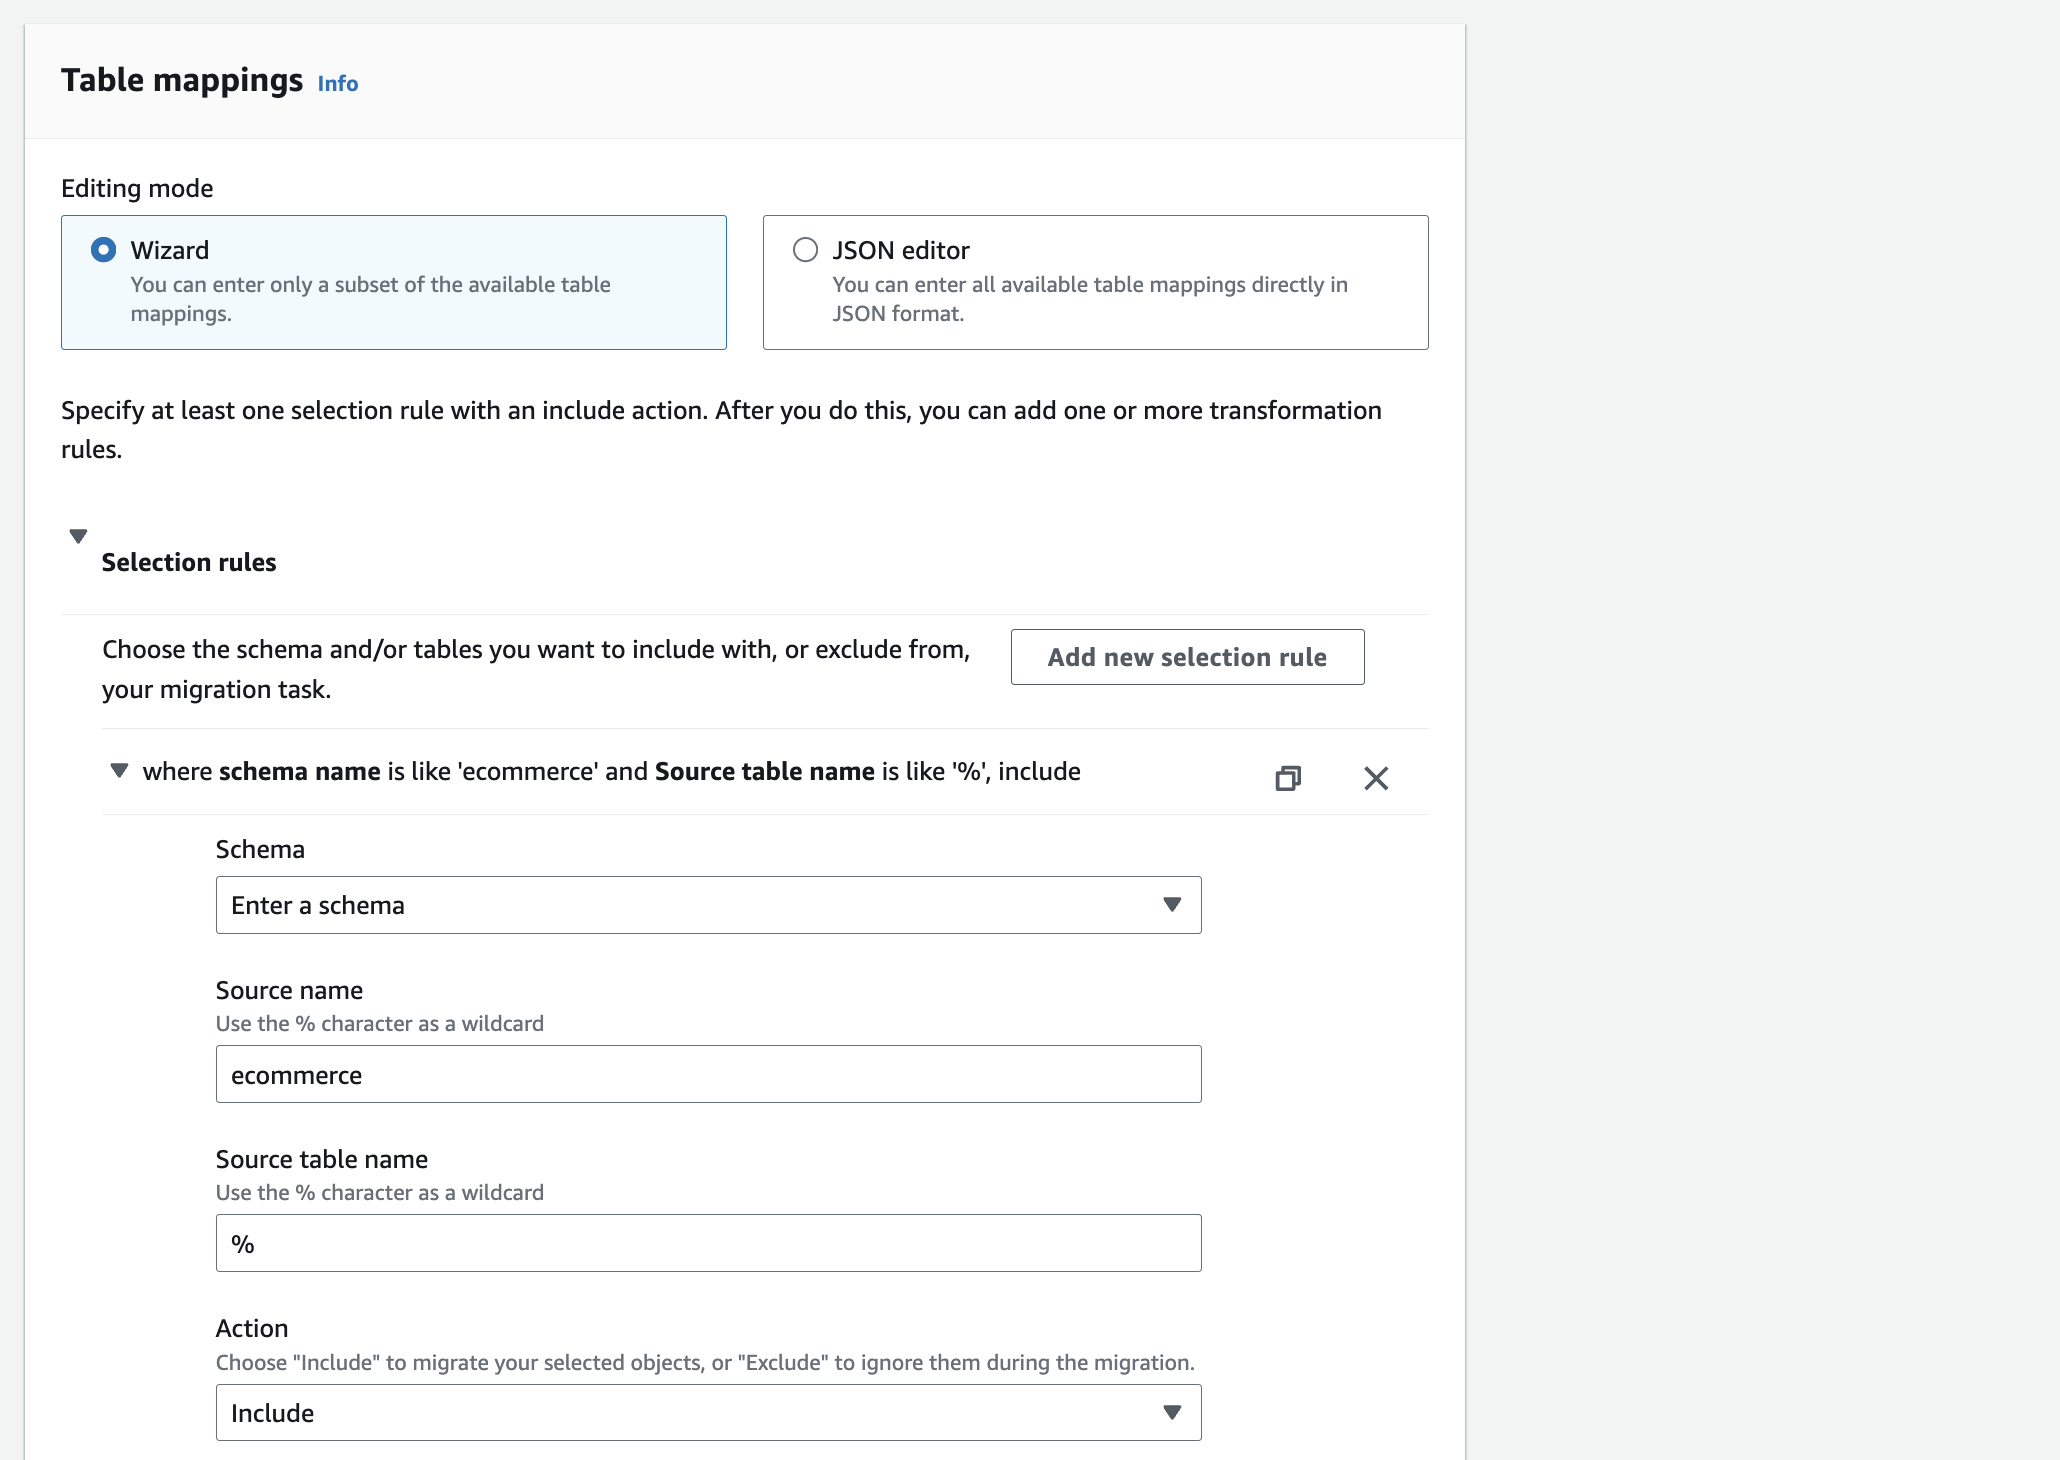 Table mappings Info
Editing mode
Wizard
You can enter only a subset of the available table
mappings.
JSON editor
You can enter all available table mappings directly in
JSON format.
Specify at least one selection rule with an include action. After you do this, you can add one or more transformation
rules.
Selection rules
Choose the schema and/or tables you want to include with, or exclude from,
your migration task.
Add new selection rule
where schema name is like 'ecommerce' and Source table name is like '%', include
Schema
Enter a schema
Source name
Use the % character as a wildcard
ecommerce
Source table name
Use the % character as a wildcard
%
Action
Choose "Include" to migrate your selected objects, or "Exclude" to ignore them during the migration.
Include